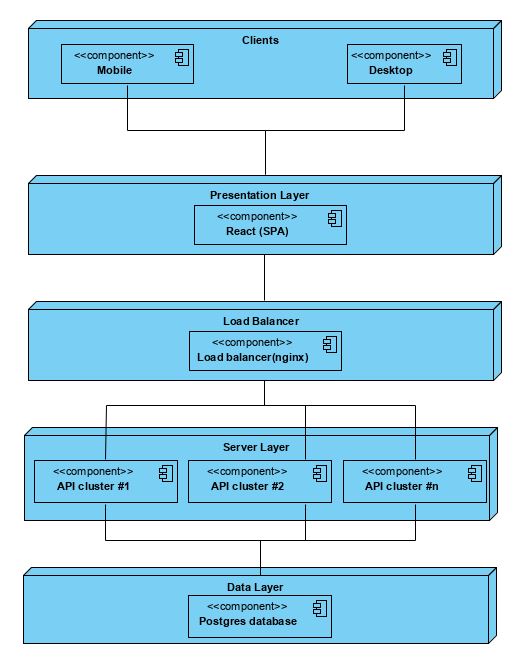 Clients
<<component>>
Mobile
<<component>>
Desktop
Presentation Layer
<<component>>
React (SPA)
Load Balancer
<<component>>
Load balancer(nginx)
Server Layer
<<component>>
API cluster #1
<<component>>
API cluster #2
<<component>>
API cluster #n
Data Layer
<<component>>
Postgres database